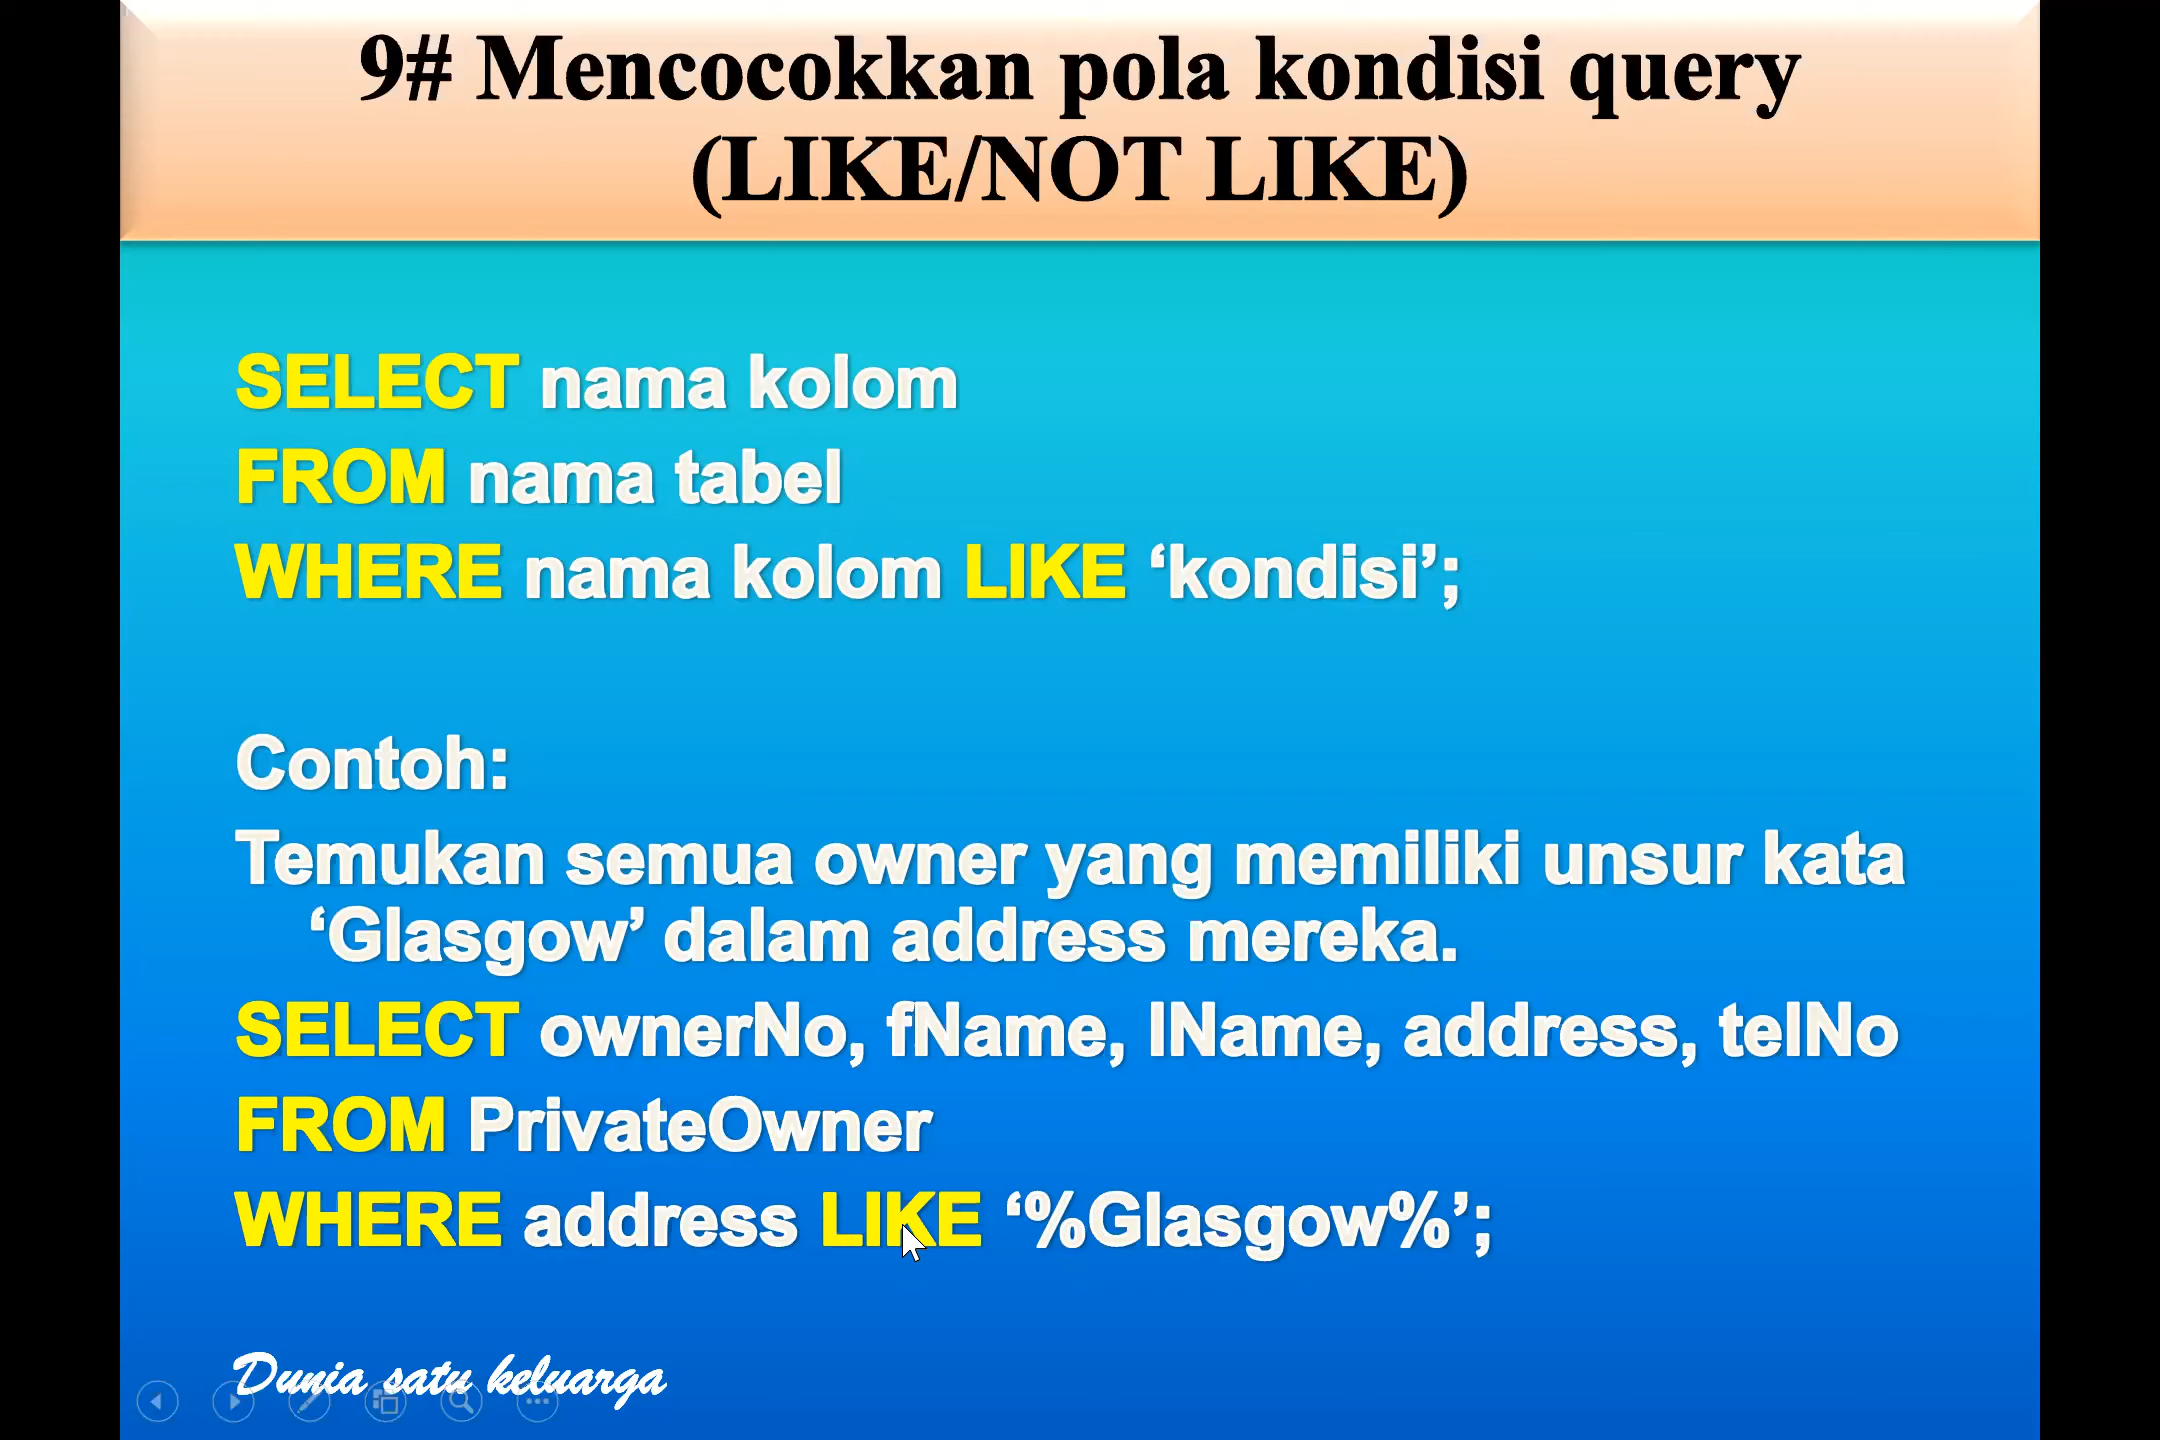 9# Mencocokkan pola kondisi query
(LIKE/NOT LIKE)
SELECT nama kolom
FROM nama tabel
WHERE nama kolom LIKE ‘kondisi’;
Contoh:
Temukan semua owner yang memiliki unsur kata
‘Glasgow’ dalam address mereka.
SELECT ownerNo, fName, lName, address, telNo
FROM PrivateOwner
WHERE address LIKE ‘%Glasgow%’;
Dunia satu keluarga